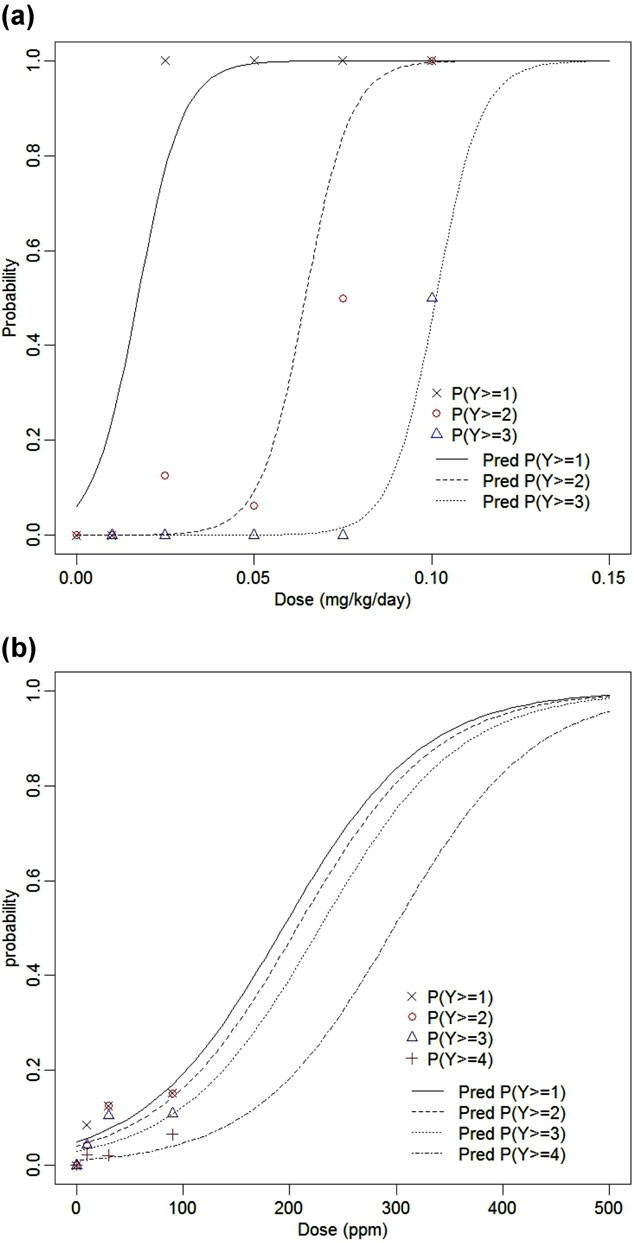 (a)
1.0
0.8
0.6
0.4
0.2
0.0
Probability
P(Y>=1)
P(Y>=2)
P(Y>=3)
Pred P(Y>=1)
Pred P(Y>=2)
Pred P(Y>=3)
0.00 0.05 0.10 0.15
Dose (mg/kg/day)
(b)
1.0
0.8
0.6
0.4
0.2
0.0
probability
P(Y>=1)
P(Y>=2)
P(Y>=3)
P(Y>=4)
Pred P(Y>=1)
Pred P(Y>=2)
Pred P(Y>=3)
Pred P(Y>=4)
0 100 200 300 400 500
Dose (ppm)